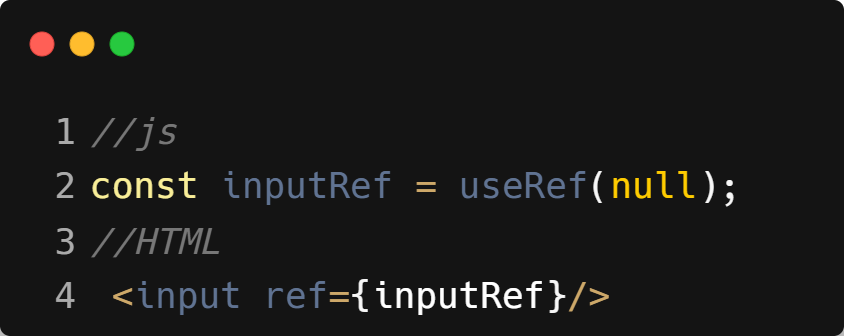 1 //js
2 const inputRef = useRef(null);
3 //HTML
4  <input ref={inputRef}/>